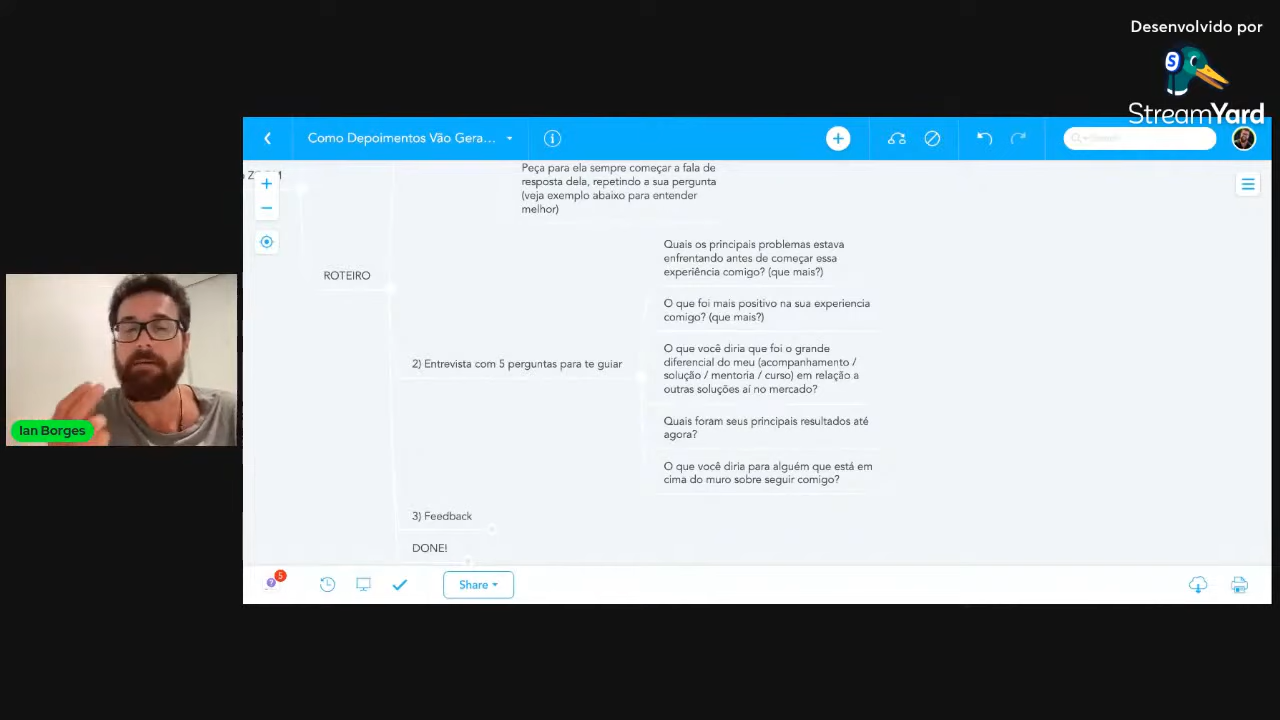 Desenvolvido por
StreamYard
Como Depoimentos Vão Gera...
Peça para ela sempre começar a fala de
resposta dela, repetindo a sua pergunta
(veja exemplo abaixo para entender
melhor)
ROTEIRO
2) Entrevista com 5 perguntas para te guiar
Quais os principais problemas estava
enfrentando antes de começar essa
experiência comigo? (que mais?)
O que foi mais positivo na sua experiencia
comigo? (que mais?)
O que você diria que foi o grande
diferencial do meu (acompanhamento /
solução / mentoria / curso) em relação a
outras soluções aí no mercado?
Quais foram seus principais resultados até
agora?
O que você diria para alguém que está em
cima do muro sobre seguir comigo?
3) Feedback
DONE!
Ian Borges
5
Share